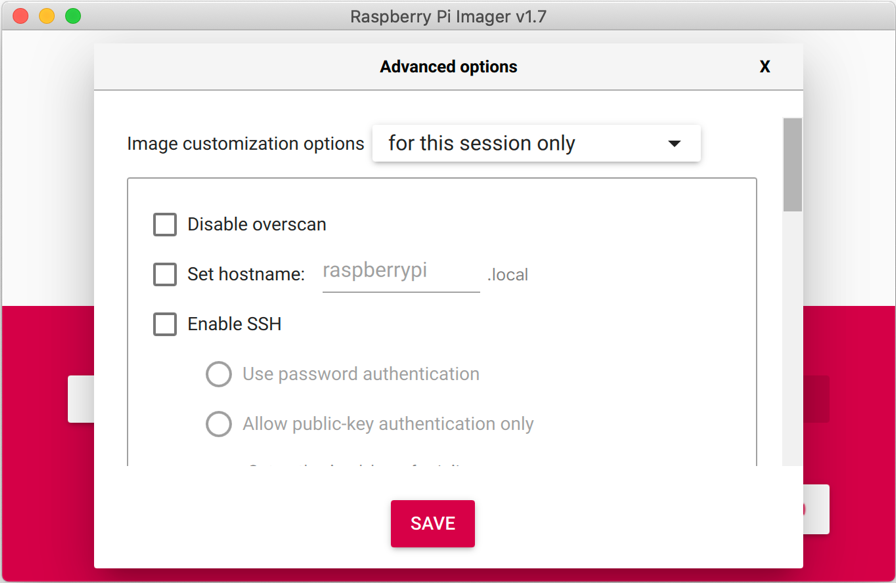 Raspberry Pi Imager v1.7
Advanced options X
Image customization options for this session only
Disable overscan
Set hostname: raspberrypi .local
Enable SSH
Use password authentication
Allow public-key authentication only
SAVE